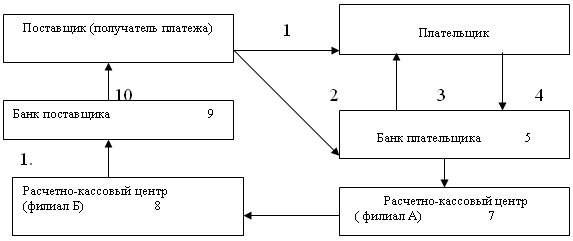 Поставщик (получатель платежа)
1
Плательщик
10
2
3
4
Банк поставщика 9
Банк плательщика 5
1.
Расчетно-кассовый центр
(филиал Б) 8
Расчетно-кассовый центр
( филиал А) 7